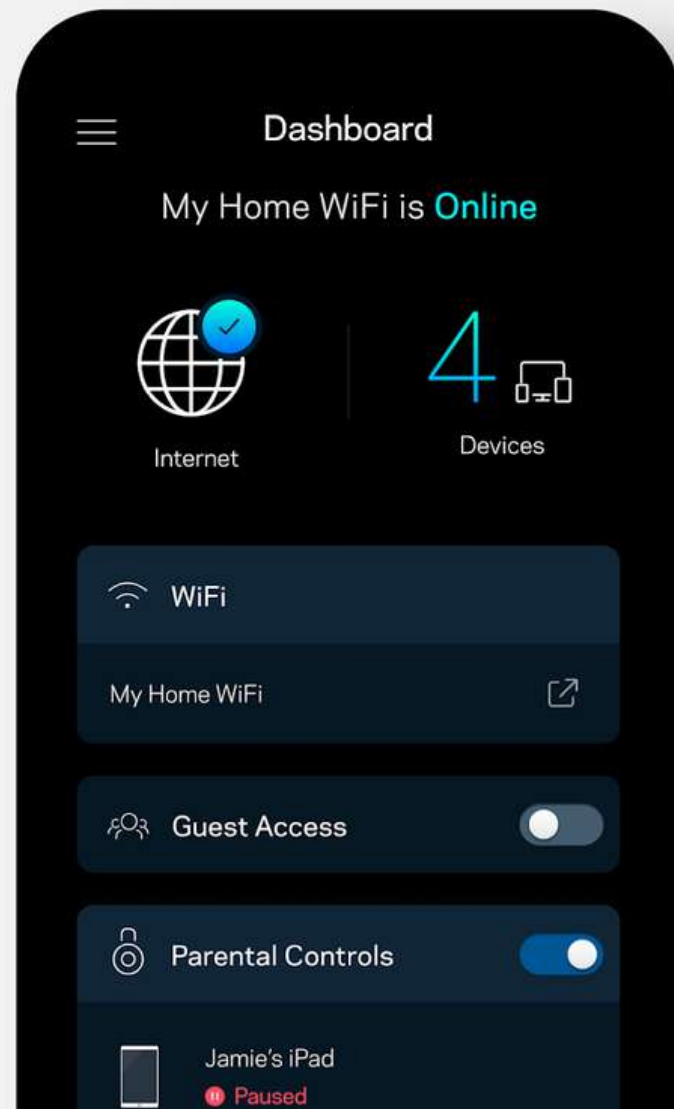 Dashboard
My Home WiFi is Online
4
Internet
Devices
WiFi
My Home WiFi
Guest Access
Parental Controls
Jamie's iPad
Paused